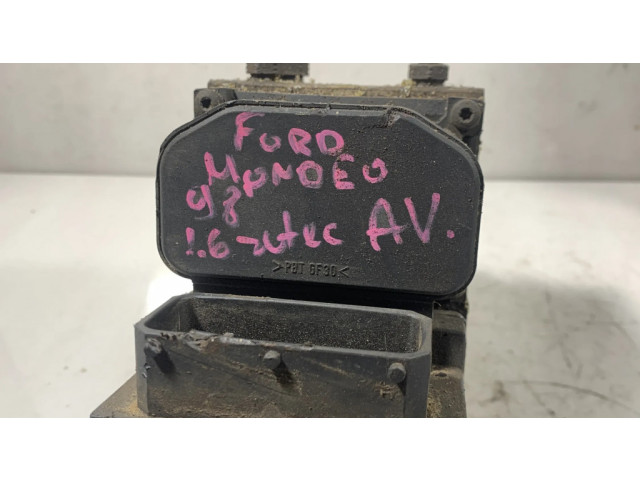 FORD
MONDEO
98
1.6-zetec AV.
>PBT GF30<